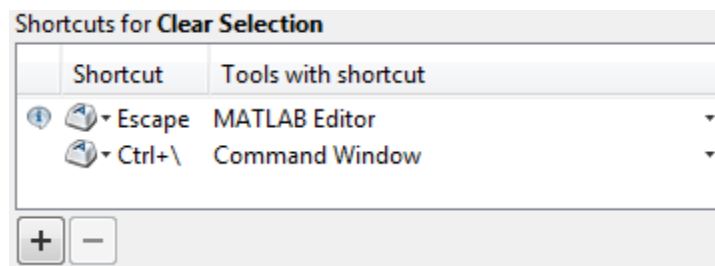 Shortcuts for Clear Selection
Shortcut Tools with shortcut
Escape MATLAB Editor
Ctrl+\ Command Window